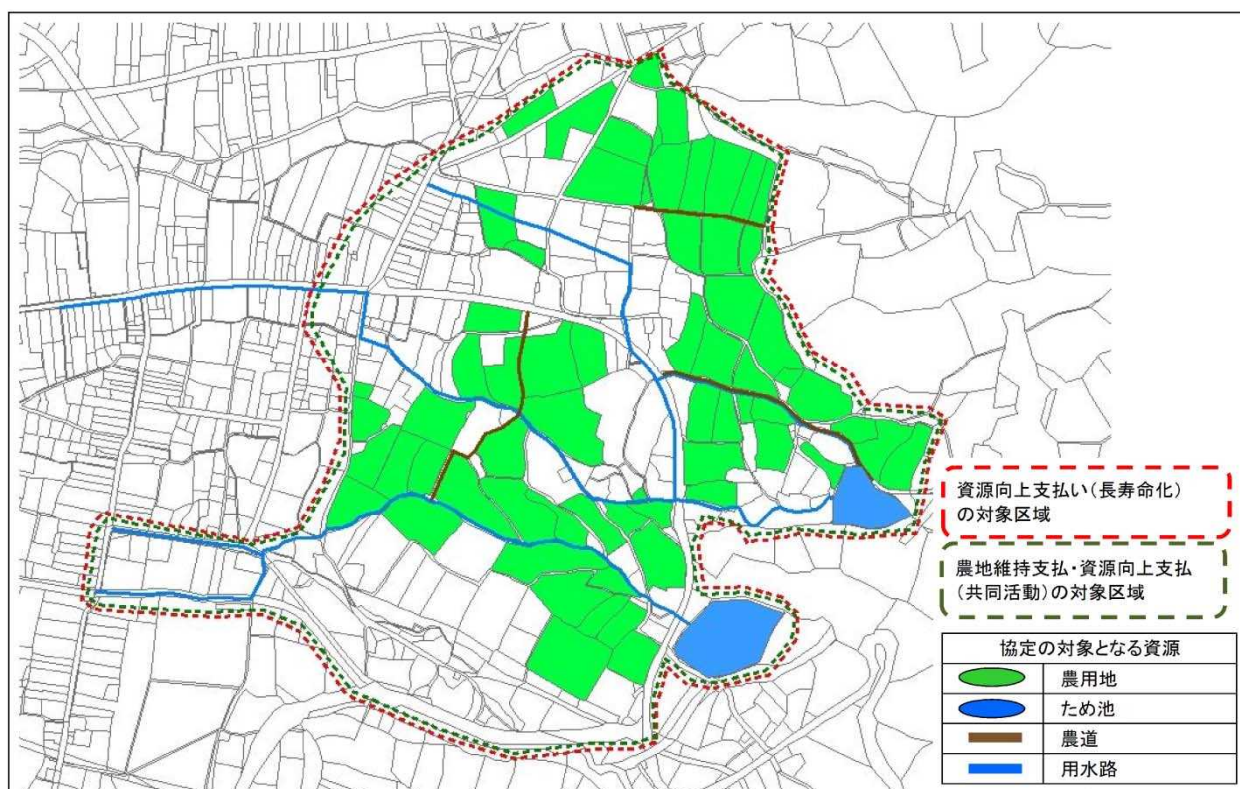 資源向上支払い(長寿命化)
の対象区域
農地維持支払・資源向上支払
(共同活動)の対象区域
協定の対象となる資源
農用地
ため池
農道
用水路